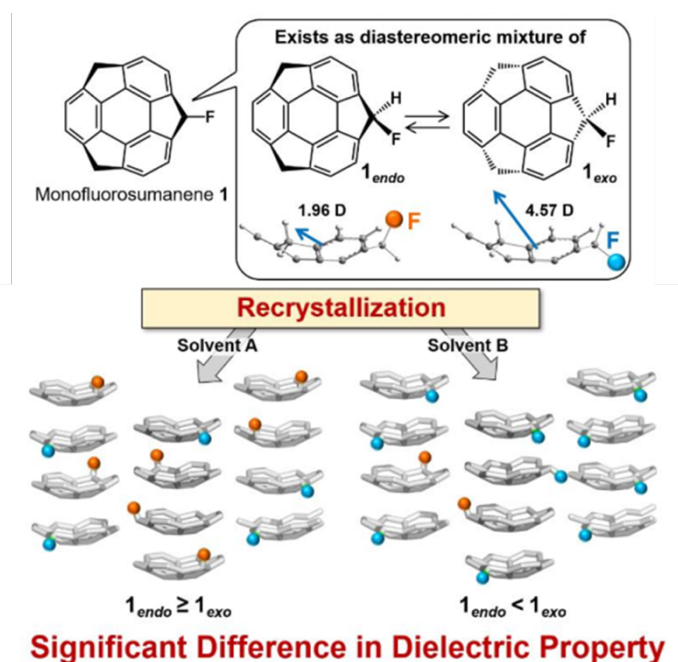 Exists as diastereomeric mixture of
F
H
F
H
F
1endo
1exo
Monofluorosumanene 1
1.96 D
F
4.57 D
F
Recrystallization
Solvent A
Solvent B
1endo ≥ 1exo
1endo < 1exo
Significant Difference in Dielectric Property